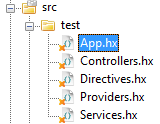 src
test
App.hx
Controllers.hx
Directives.hx
Providers.hx
Services.hx